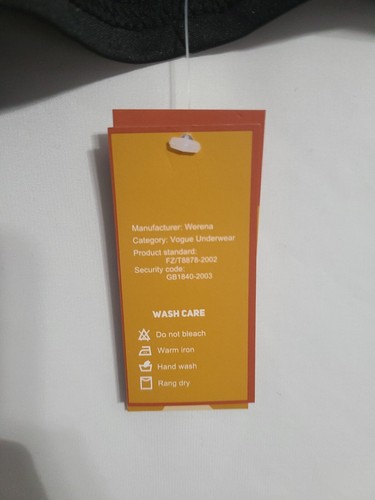 Manufacturer: Werena
Category: Vogue Underwear
Product standard:
FZ/T8878-2002
Security code:
GB1840-2003
WASH CARE
Do not bleach
Warm iron
Hand wash
Rang dry